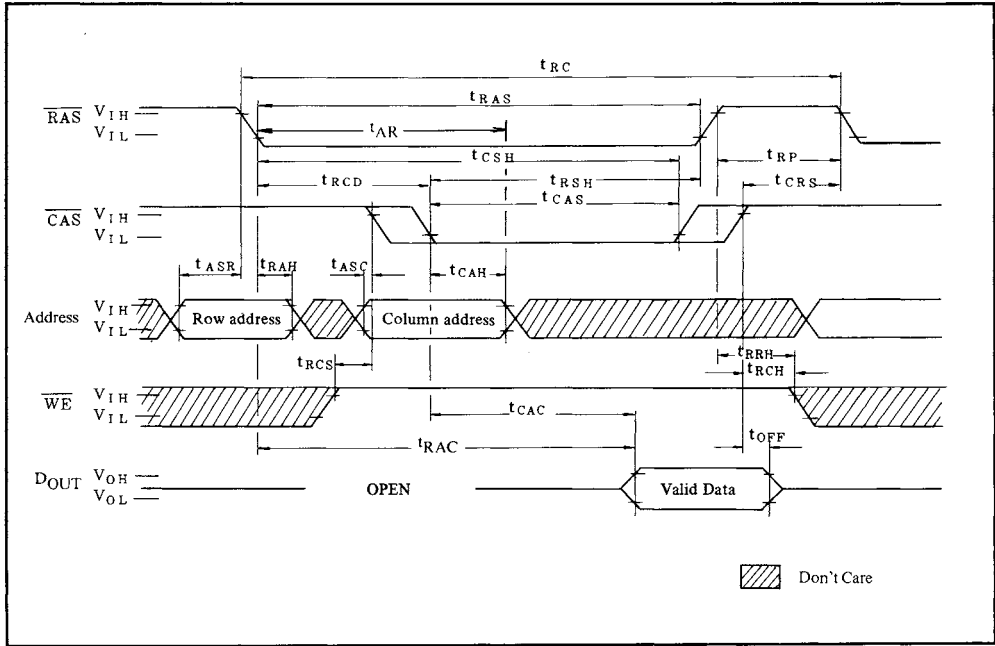 tRC
tRAS
RAS VIH
VIL
tAR
tCSH
tRP
tRCD
tRSH
tCRS
tCAS
CAS VIH
VIL
tASR tRAH tASC tCAH
Address VIH
VIL
Row address Column address
tRCS
tRRH
tRCH
WE VIH
VIL
tCAC
tRAC
tOFF
DOUT VOH
VOL
OPEN Valid Data
Don't Care